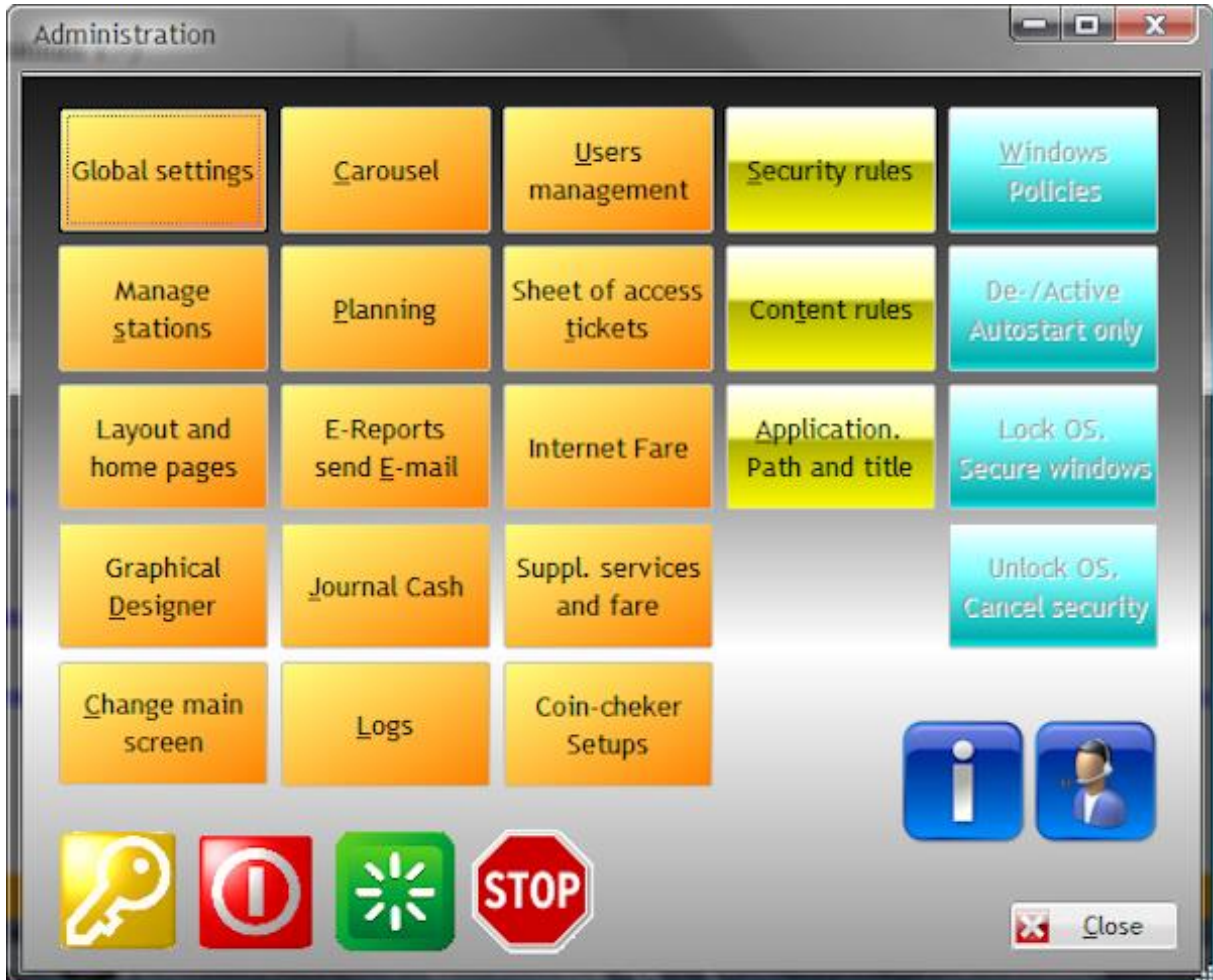 Administration
Global settings
Carousel
Users
management
Security rules
Windows
Policies
Manage
stations
Planning
Sheet of access
tickets
Content rules
De-/Active
Autostart only
Layout and
home pages
E-Reports
send E-mail
Internet Fare
Application.
Path and title
Lock OS.
Secure windows
Graphical
Designer
Journal Cash
Suppl. services
and fare
Unlock OS.
Cancel security
Change main
screen
Logs
Coin-cheker
Setups
STOP
Close